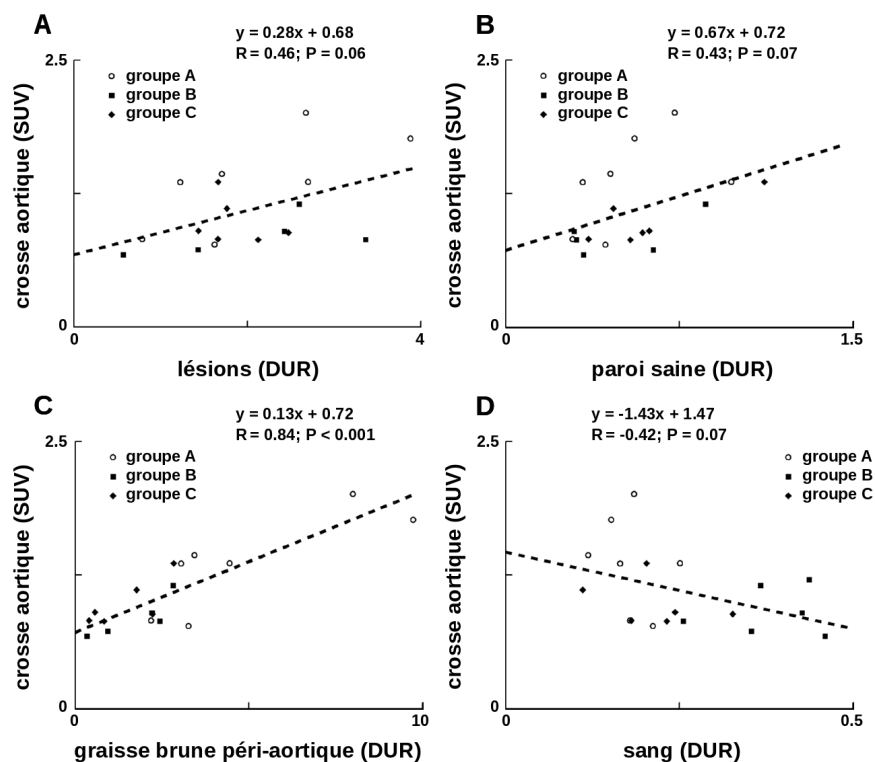 A
y = 0.28x + 0.68
R = 0.46; P = 0.06
2.5
groupe A
groupe B
groupe C
crosse aortique (SUV)
0
0
4
lésions (DUR)
B
y = 0.67x + 0.72
R = 0.43; P = 0.07
2.5
groupe A
groupe B
groupe C
crosse aortique (SUV)
0
0
1.5
paroi saine (DUR)
C
y = 0.13x + 0.72
R = 0.84; P < 0.001
2.5
groupe A
groupe B
groupe C
crosse aortique (SUV)
0
0
10
graisse brune péri-aortique (DUR)
D
y = -1.43x + 1.47
R = -0.42; P = 0.07
2.5
groupe A
groupe B
groupe C
crosse aortique (SUV)
0
0
0.5
sang (DUR)